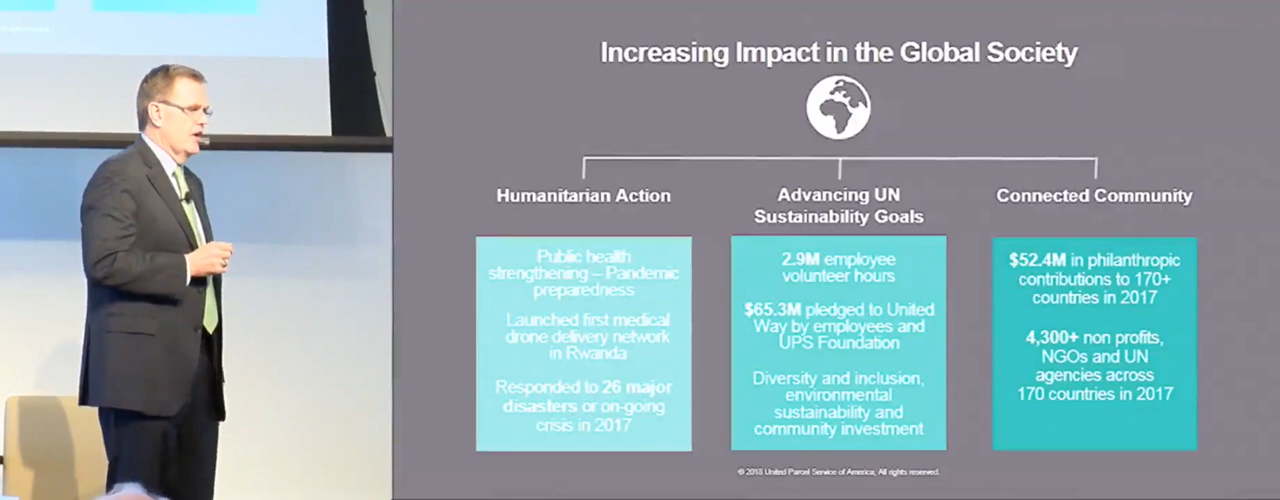 Increasing Impact in the Global Society
Humanitarian Action
Public health
strengthening – Pandemic
preparedness
Launched first medical
drone delivery network
in Rwanda
Responded to 26 major
disasters or on-going
crisis in 2017
Advancing UN
Sustainability Goals
2.9M employee
volunteer hours
$65.3M pledged to United
Way by employees and
UPS Foundation
Diversity and inclusion,
environmental
sustainability and
community investment
Connected Community
$52.4M in philanthropic
contributions to 170+
countries in 2017
4,300+ non profits,
NGOs and UN
agencies across
170 countries in 2017
© 2018 United Parcel Service of America, All rights reserved.